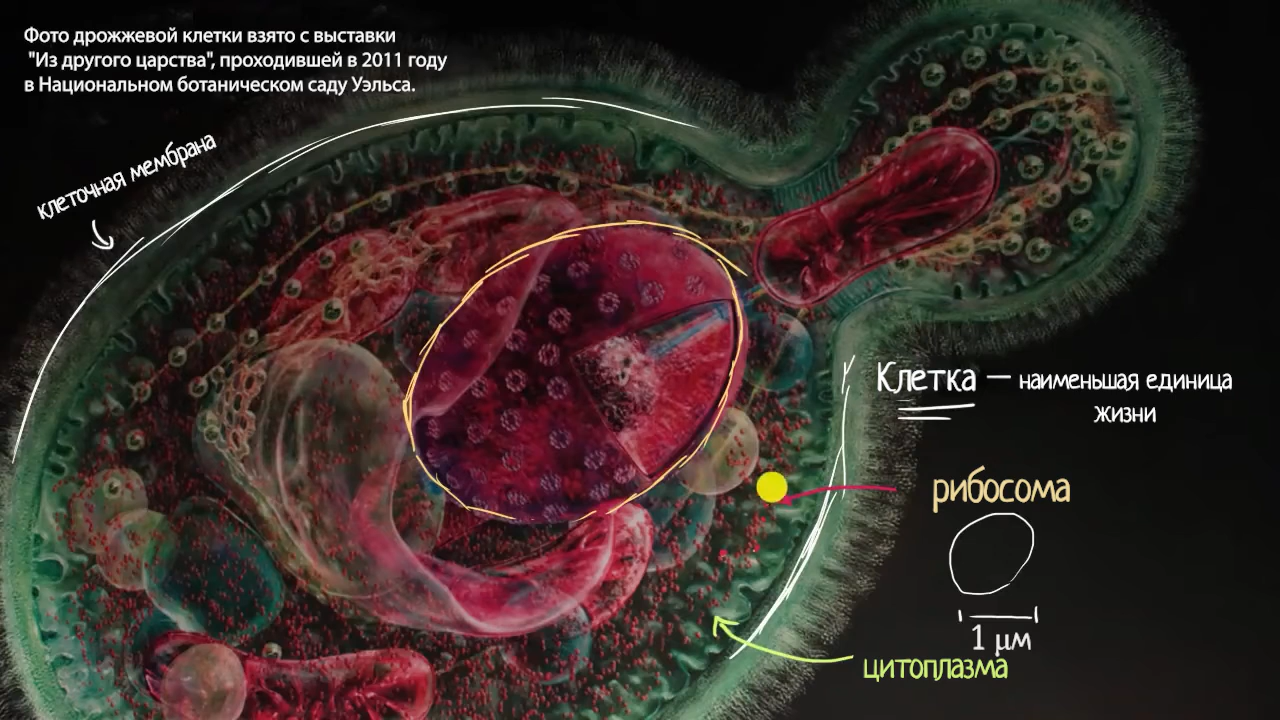 Фото дрожжевой клетки взято с выставки
"Из другого царства", проходившей в 2011 году
в Национальном ботаническом саду Уэльса.
клеточная мембрана
Клетка — наименьшая единица
жизни
рибосома
1 μм
цитоплазма